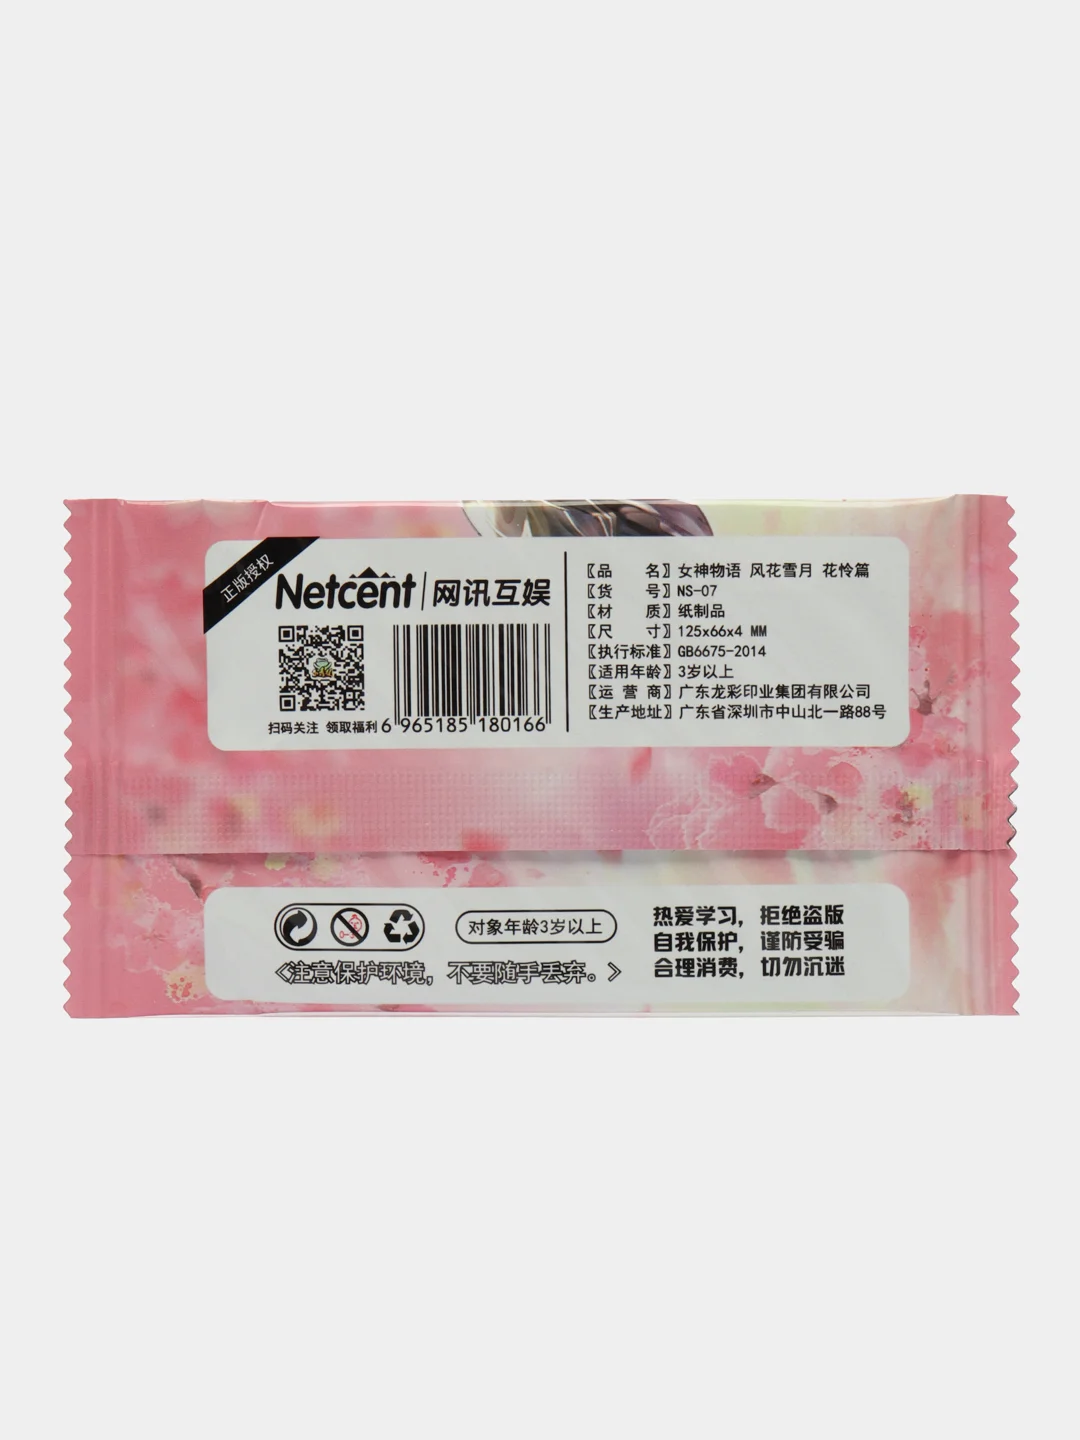 正版授权
Netcent 网讯互娱
扫码关注 领取福利
6 965185 180166
〖品 名〗女神物语 风花雪月 花怜篇
〖货 号〗NS-07
〖材 质〗纸制品
〖尺 寸〗125x66x4 MM
〖执行标准〗GB6675-2014
〖适用年龄〗3岁以上
〖运 营 商〗广东龙彩印业集团有限公司
〖生产地址〗广东省深圳市中山北一路88号
对象年龄3岁以上
《注意保护环境，不要随手丢弃。》
热爱学习，拒绝盗版
自我保护，谨防受骗
合理消费，切勿沉迷